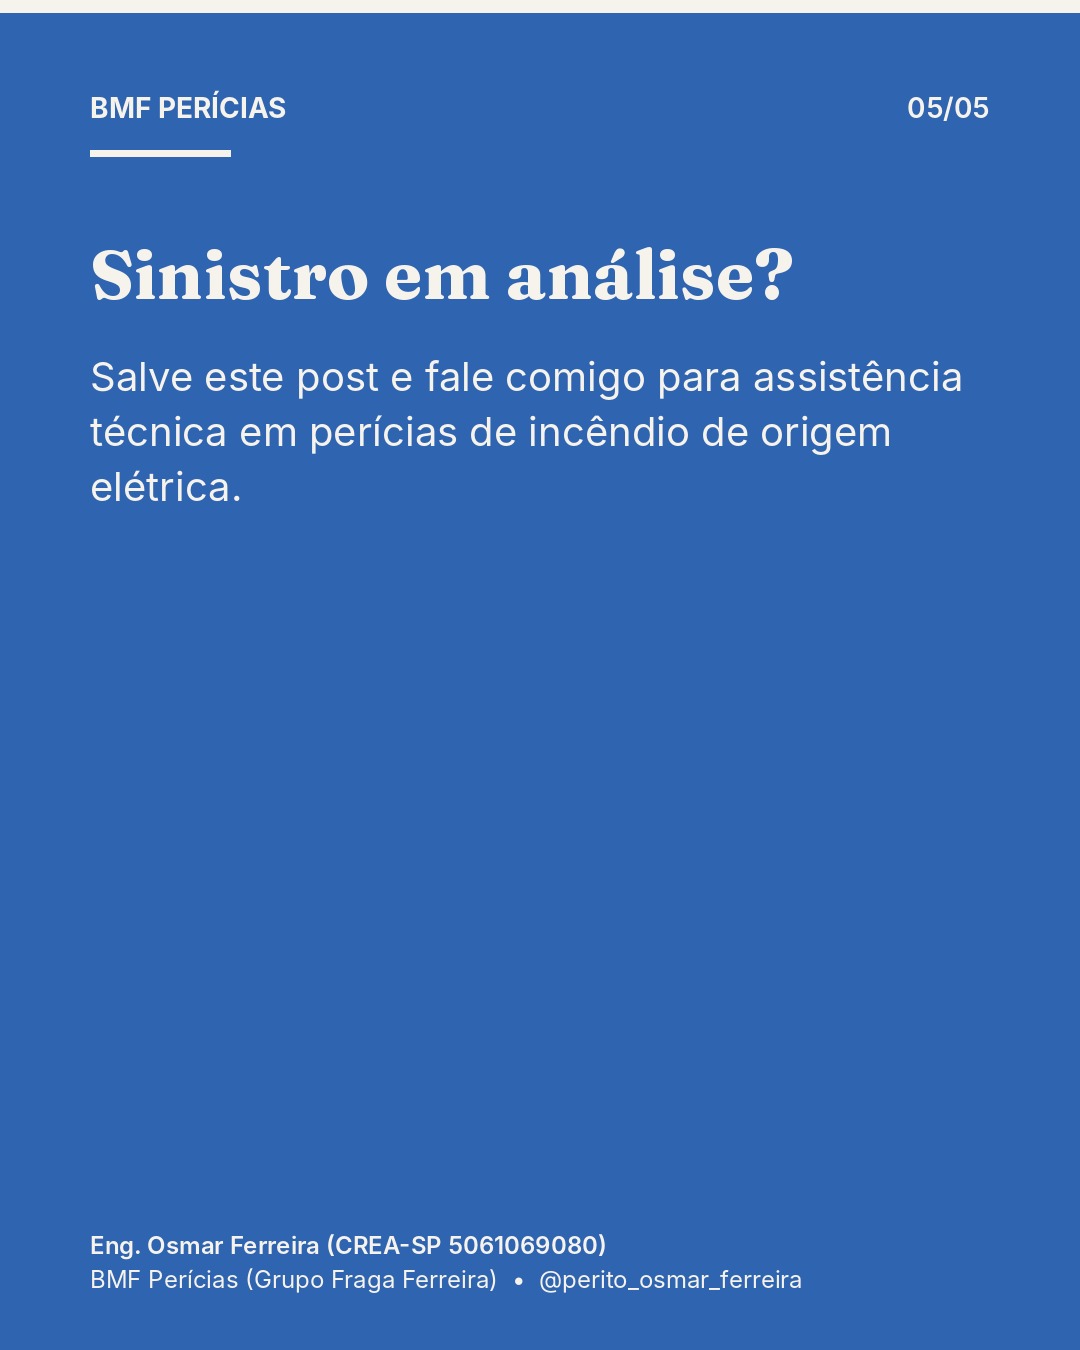 BMF PERÍCIAS
05/05
Sinistro em análise?
Salve este post e fale comigo para assistência
técnica em perícias de incêndio de origem
elétrica.
Eng. Osmar Ferreira (CREA-SP 5061069080)
BMF Perícias (Grupo Fraga Ferreira) • @perito_osmar_ferreira